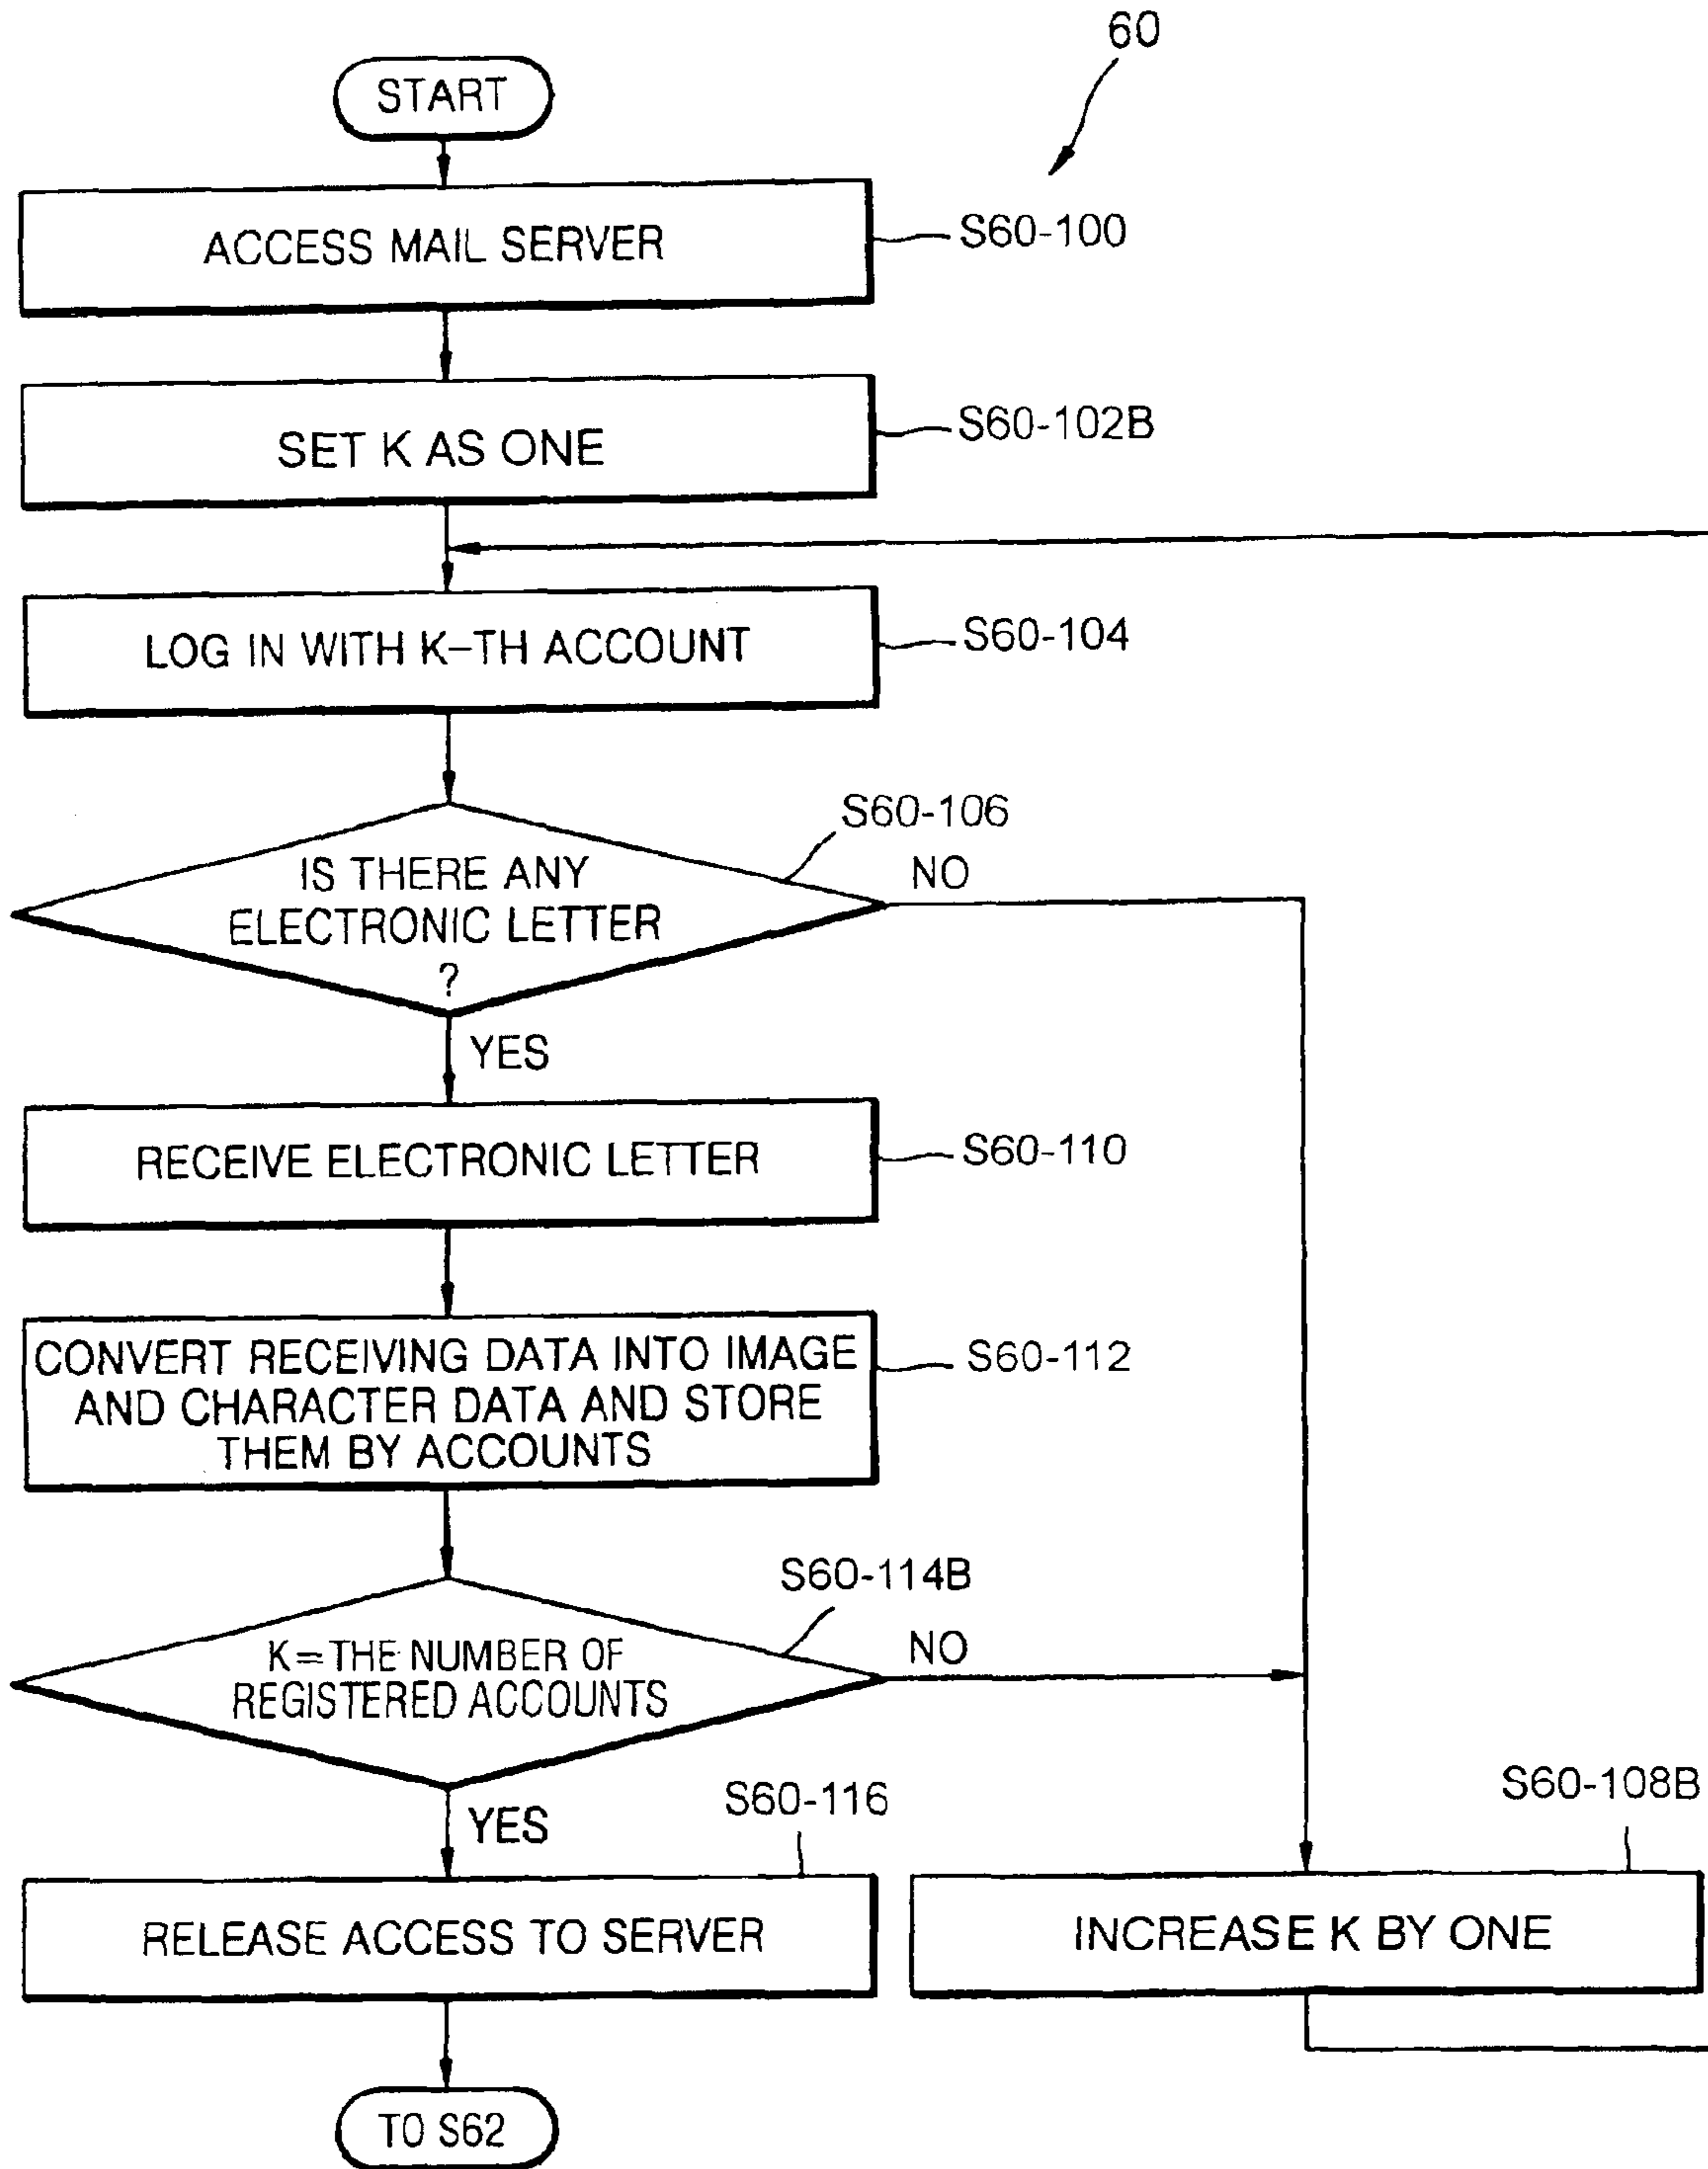 60
START
ACCESS MAIL SERVER
S60-100
SET K AS ONE
S60-102B
LOG IN WITH K-TH ACCOUNT
S60-104
S60-106
IS THERE ANY
ELECTRONIC LETTER
?
NO
YES
RECEIVE ELECTRONIC LETTER
S60-110
CONVERT RECEIVING DATA INTO IMAGE
AND CHARACTER DATA AND STORE
THEM BY ACCOUNTS
S60-112
S60-114B
K=THE NUMBER OF
REGISTERED ACCOUNTS
NO
YES
S60-116
RELEASE ACCESS TO SERVER
S60-108B
INCREASE K BY ONE
TO S62